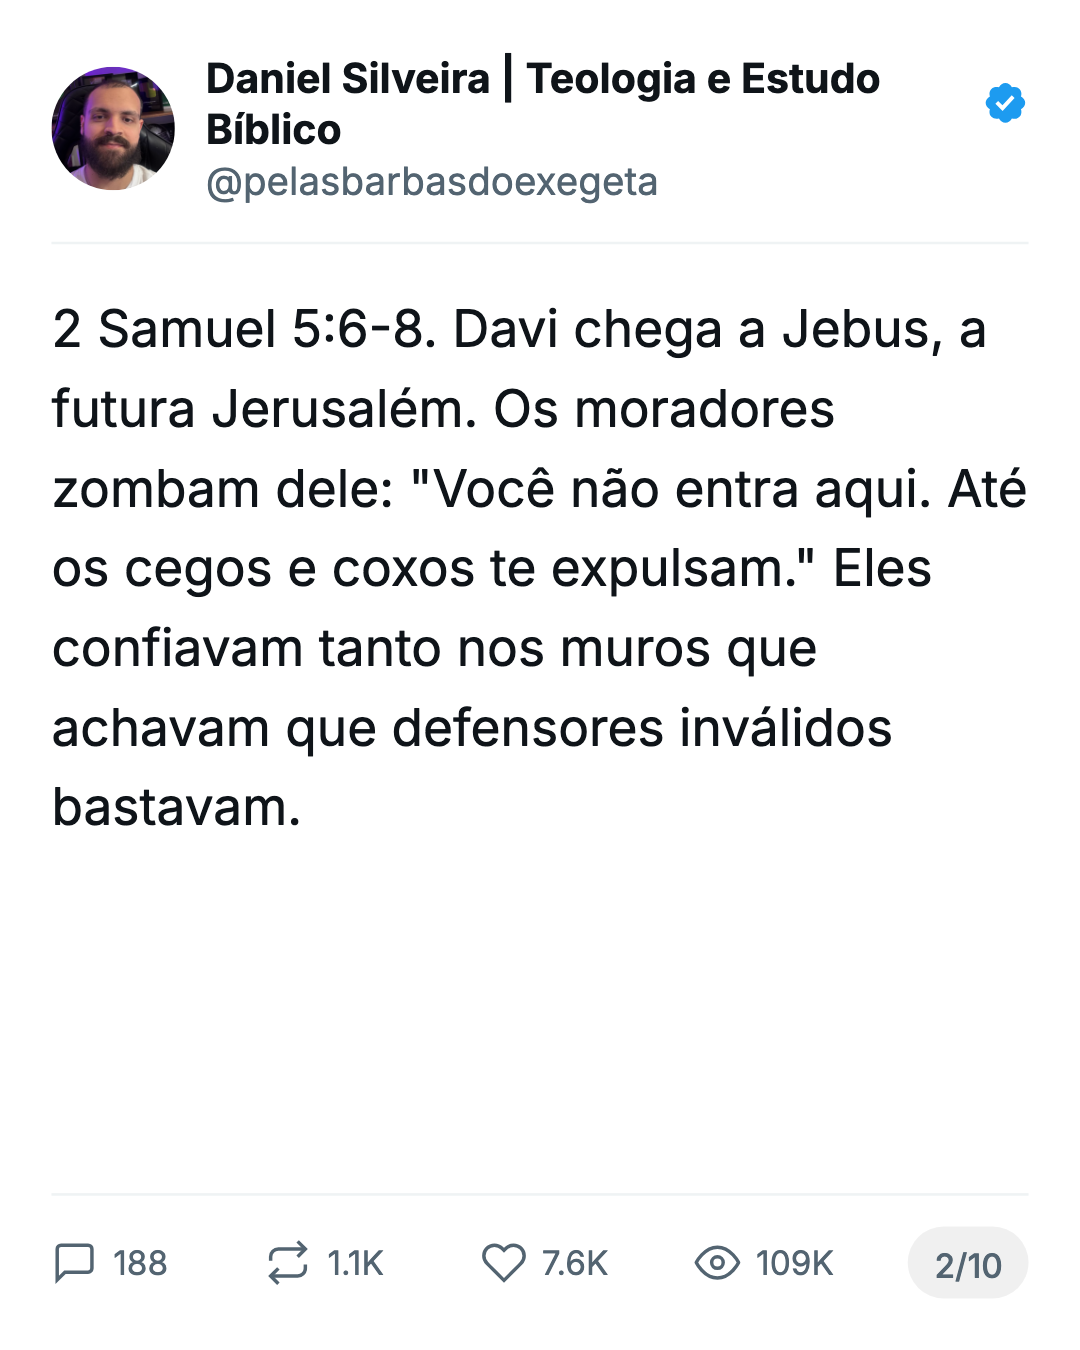 Daniel Silveira | Teologia e Estudo
Bíblico
@pelasbarbasdoexegeta
2 Samuel 5:6-8. Davi chega a Jebus, a
futura Jerusalém. Os moradores
zombam dele: "Você não entra aqui. Até
os cegos e coxos te expulsam." Eles
confiavam tanto nos muros que
achavam que defensores inválidos
bastavam.
188 1.1K 7.6K 109K 2/10